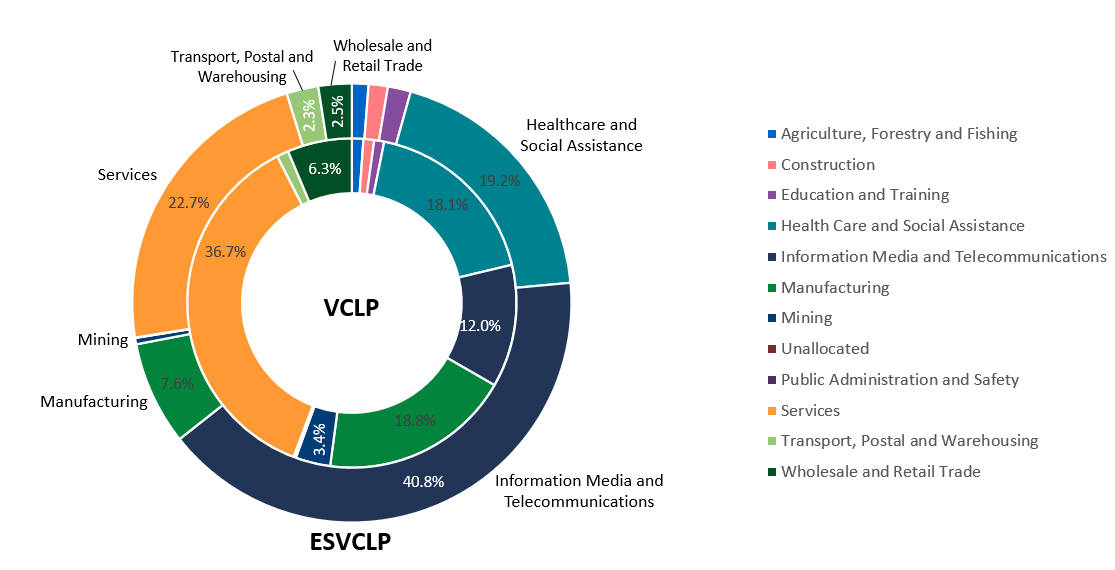 Transport, Postal and
Warehousing
Wholesale and
Retail Trade
2.3%
2.5%
Healthcare and
Social Assistance
19.2%
Services
22.7%
6.3%
18.1%
36.7%
VCLP
12.0%
Mining
7.6%
Manufacturing
18.8%
3.4%
40.8%
Information Media and
Telecommunications
ESVCLP
Agriculture, Forestry and Fishing
Construction
Education and Training
Health Care and Social Assistance
Information Media and Telecommunications
Manufacturing
Mining
Unallocated
Public Administration and Safety
Services
Transport, Postal and Warehousing
Wholesale and Retail Trade